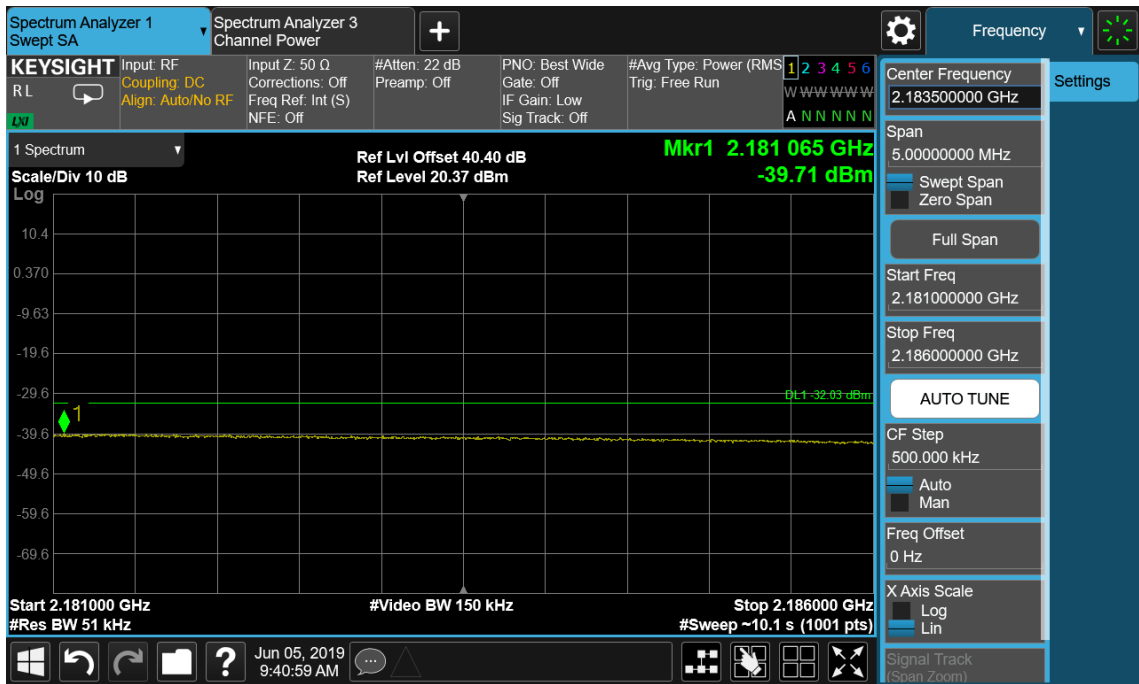 Spectrum Analyzer 1
Swept SA
Spectrum Analyzer 3
Channel Power
Frequency
KEYSIGHT
R L
LXI
Input: RF
Coupling: DC
Align: Auto/No RF
Input Z: 50 Ω
Corrections: Off
Freq Ref: Int (S)
NFE: Off
#Atten: 22 dB
Preamp: Off
PNO: Best Wide
Gate: Off
IF Gain: Low
Sig Track: Off
#Avg Type: Power (RMS
Trig: Free Run
1 2 3 4 5 6
W W W W W W
A N N N N N
1 Spectrum
Scale/Div 10 dB
Ref Lvl Offset 40.40 dB
Ref Level 20.37 dBm
Mkr1 2.181 065 GHz
-39.71 dBm
Log
10.4
0.370
-9.63
-19.6
-29.6
-39.6
-49.6
-59.6
-69.6
DL1 -32.03 dBm
1
Start 2.181000 GHz
#Res BW 51 kHz
#Video BW 150 kHz
Stop 2.186000 GHz
#Sweep ~10.1 s (1001 pts)
Center Frequency
2.183500000 GHz
Span
5.00000000 MHz
Swept Span
Zero Span
Full Span
Start Freq
2.181000000 GHz
Stop Freq
2.186000000 GHz
AUTO TUNE
CF Step
500.000 kHz
Auto
Man
Freq Offset
0 Hz
X Axis Scale
Log
Lin
Signal Track
(Span Zoom)
Settings
?
Jun 05, 2019
9:40:59 AM